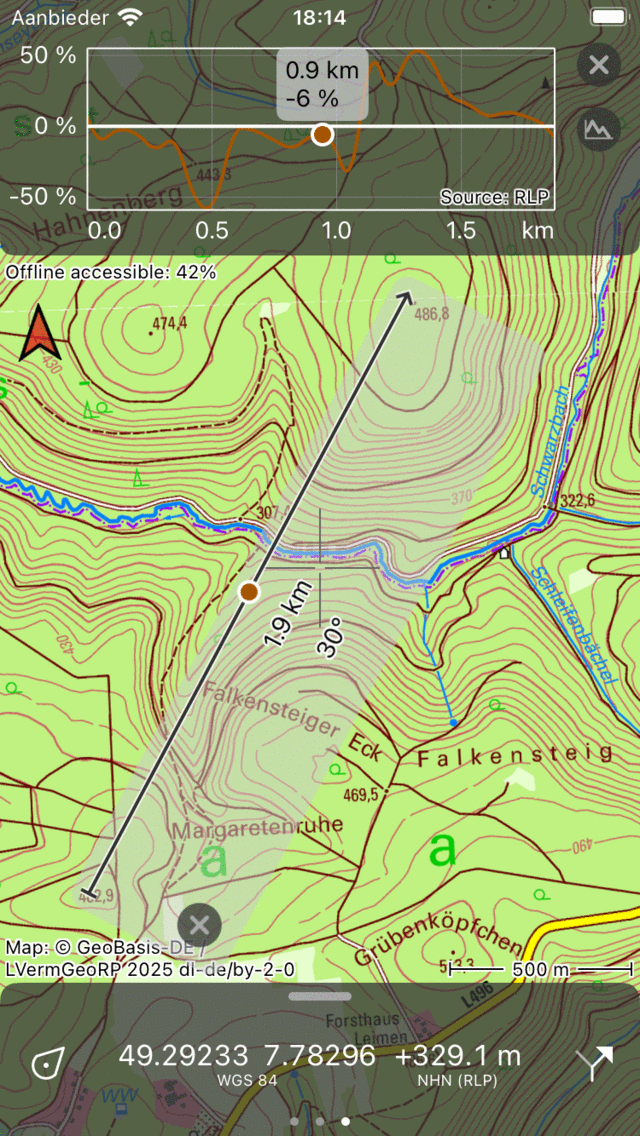 Aanbieder 18:14
50 %
0.9 km
-6 %
0 %
443.3
-50 %
Source: RLP
Hahnenberg
0.0 0.5 1.0 1.5 km
Offline accessible: 42%
474,4
486,8
430
Schwarzbach
370
322,6
1.9 km
30°
Schleifenbächel
430
Falkensteiger
Eck
Falkensteig
469,5
Margaretenruhe
a
a
490
Grübenköpfchen
Map: © GeoBasis-DE /
LVermGeoRP 2025 dl-de/by-2-0
500 m
L496
Forsthaus
Leimen
49.29233 7.78296 +329.1 m
WGS 84 NHN (RLP)